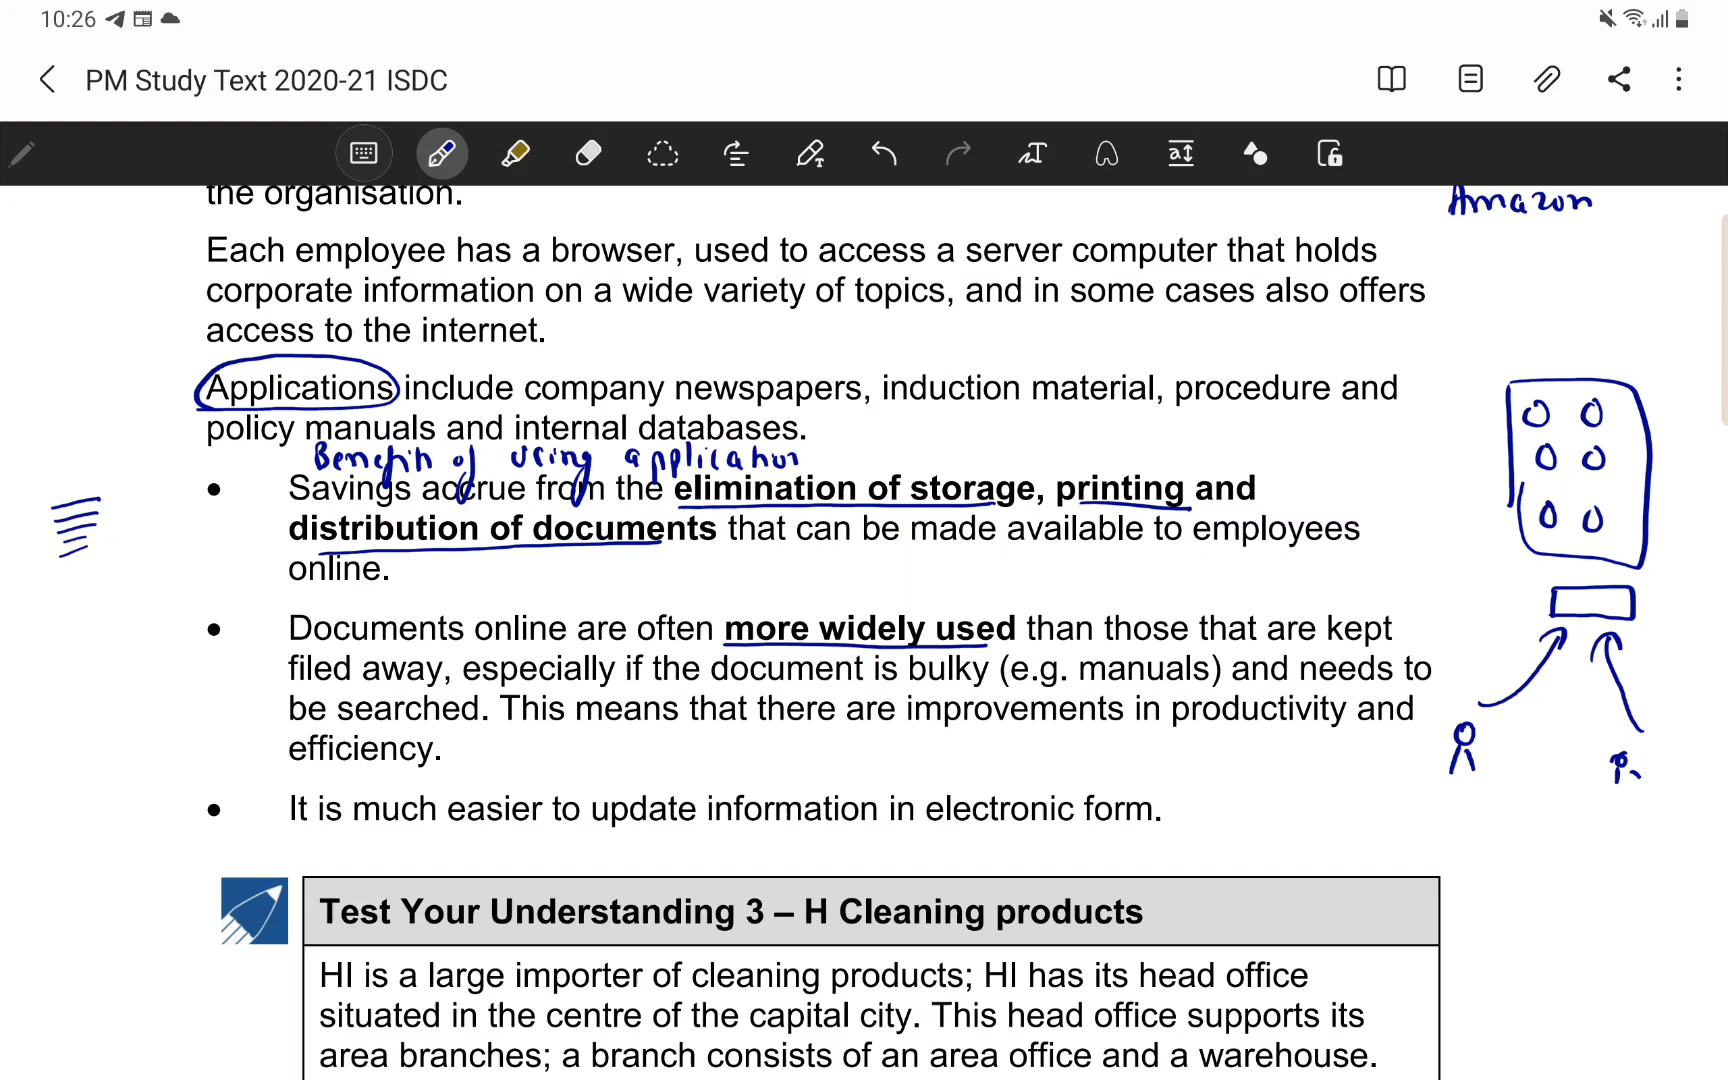 10:26
PM Study Text 2020-21 ISDC
the organisation.
Amazon
Each employee has a browser, used to access a server computer that holds
corporate information on a wide variety of topics, and in some cases also offers
access to the internet.
Applications include company newspapers, induction material, procedure and
policy manuals and internal databases.
Benefit of using application
• Savings accrue from the elimination of storage, printing and
distribution of documents that can be made available to employees
online.
• Documents online are often more widely used than those that are kept
filed away, especially if the document is bulky (e.g. manuals) and needs to
be searched. This means that there are improvements in productivity and
efficiency.
• It is much easier to update information in electronic form.
Test Your Understanding 3 – H Cleaning products
HI is a large importer of cleaning products; HI has its head office
situated in the centre of the capital city. This head office supports its
area branches; a branch consists of an area office and a warehouse.